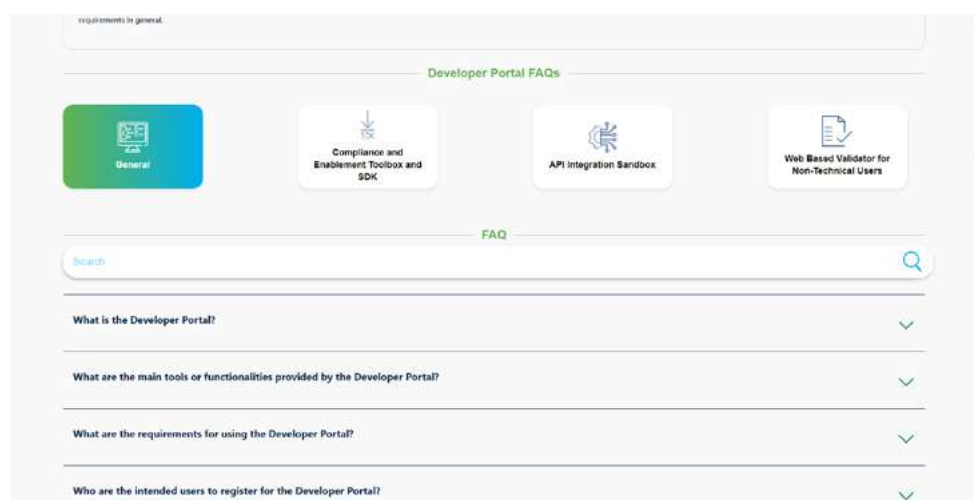 requirements in general.
Developer Portal FAQs
General
Compliance and
Enablement Toolbox and
SDK
API Integration Sandbox
Web Based Validator for
Non-Technical Users
FAQ
Search
What is the Developer Portal?
What are the main tools or functionalities provided by the Developer Portal?
What are the requirements for using the Developer Portal?
Who are the intended users to register for the Developer Portal?